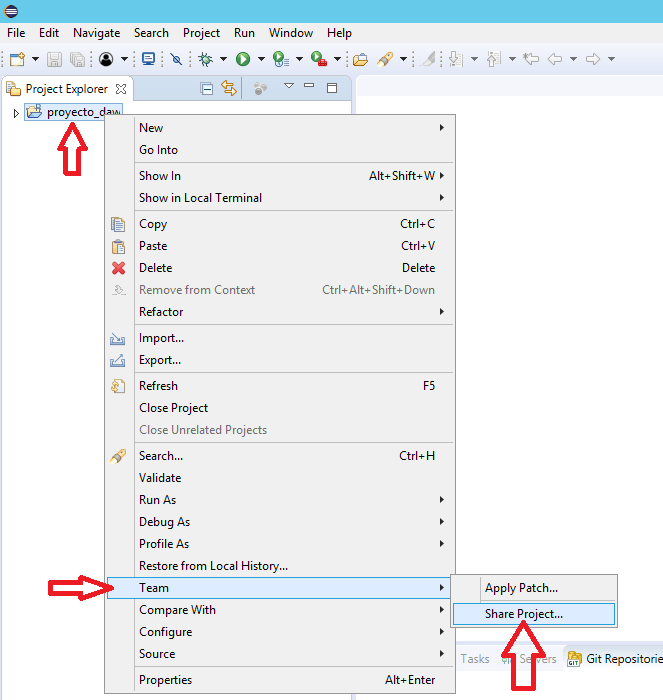 File Edit Navigate Search Project Run Window Help
Project Explorer
proyecto_daw
New
Go Into
Show In Alt+Shift+W
Show in Local Terminal
Copy Ctrl+C
Paste Ctrl+V
Delete Delete
Remove from Context Ctrl+Alt+Shift+Down
Refactor
Import...
Export...
Refresh F5
Close Project
Close Unrelated Projects
Search... Ctrl+H
Validate
Run As
Debug As
Profile As
Restore from Local History...
Team
Apply Patch...
Compare With
Share Project...
Configure
Source
Tasks Servers GIT Git Repositorie
Properties Alt+Enter